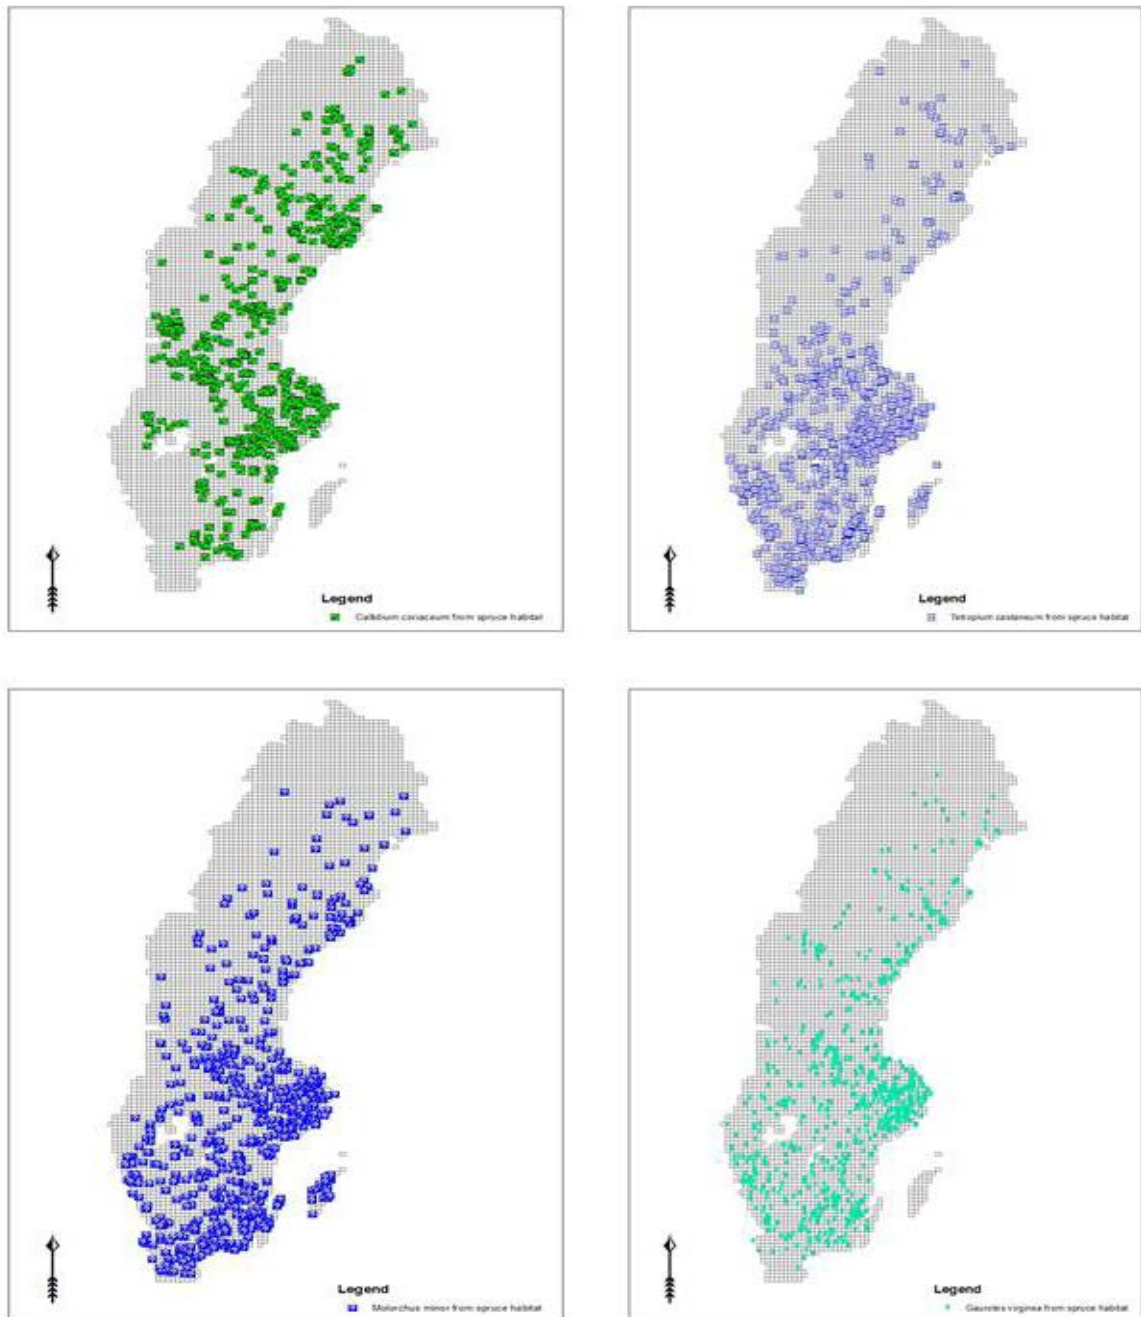 Legend
Callidium coriaceum from spruce habitat
Legend
Tetropium castaneum from spruce habitat
Legend
Molorchus minor from spruce habitat
Legend
Gaurotes virginea from spruce habitat